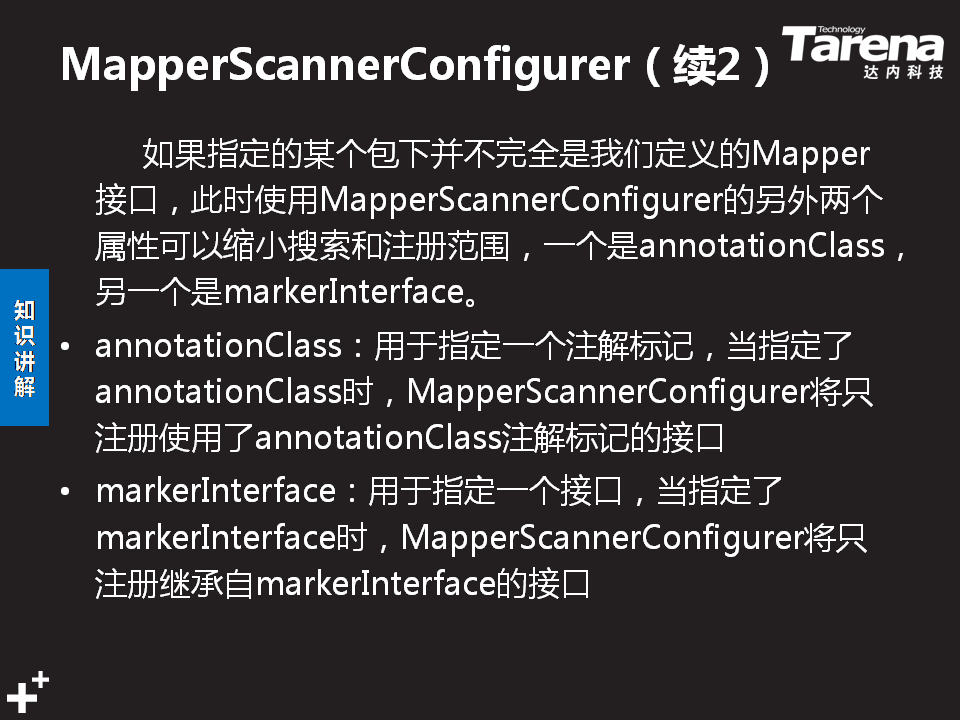 MapperScannerConfigurer（续2）
Technology
Tarena
达内科技
如果指定的某个包下并不完全是我们定义的Mapper
接口，此时使用MapperScannerConfigurer的另外两个
属性可以缩小搜索和注册范围，一个是annotationClass，
另一个是markerInterface。
• annotationClass：用于指定一个注解标记，当指定了
annotationClass时，MapperScannerConfigurer将只
注册使用了annotationClass注解标记的接口
• markerInterface：用于指定一个接口，当指定了
markerInterface时，MapperScannerConfigurer将只
注册继承自markerInterface的接口
知
识
讲
解